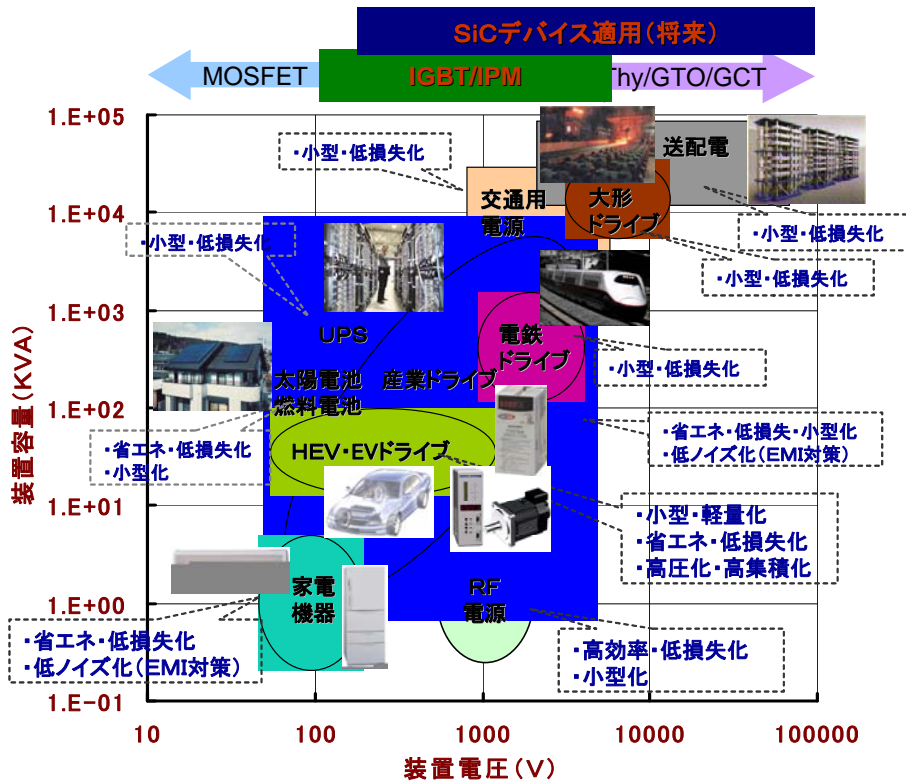 SiCデバイス適用(将来)
MOSFET
IGBT/IPM
Thy/GTO/GCT
1.E+05
1.E+04
1.E+03
1.E+02
1.E+01
1.E+00
1.E-01
装置容量(KVA)
・小型・低損失化
送配電
交通用
電源
大形
ドライブ
・小型・低損失化
・小型・低損失化
・小型・低損失化
UPS
電鉄
ドライブ
・小型・低損失化
太陽電池 産業ドライブ
燃料電池
・省エネ・低損失化
・小型化
HEV・EVドライブ
・省エネ・低損失・小型化
・低ノイズ化(EMI対策)
・小型・軽量化
・省エネ・低損失化
・高圧化・高集積化
家電
機器
RF
電源
・省エネ・低損失化
・低ノイズ化(EMI対策)
・高効率・低損失化
・小型化
10
100
1000
10000
100000
装置電圧(V)